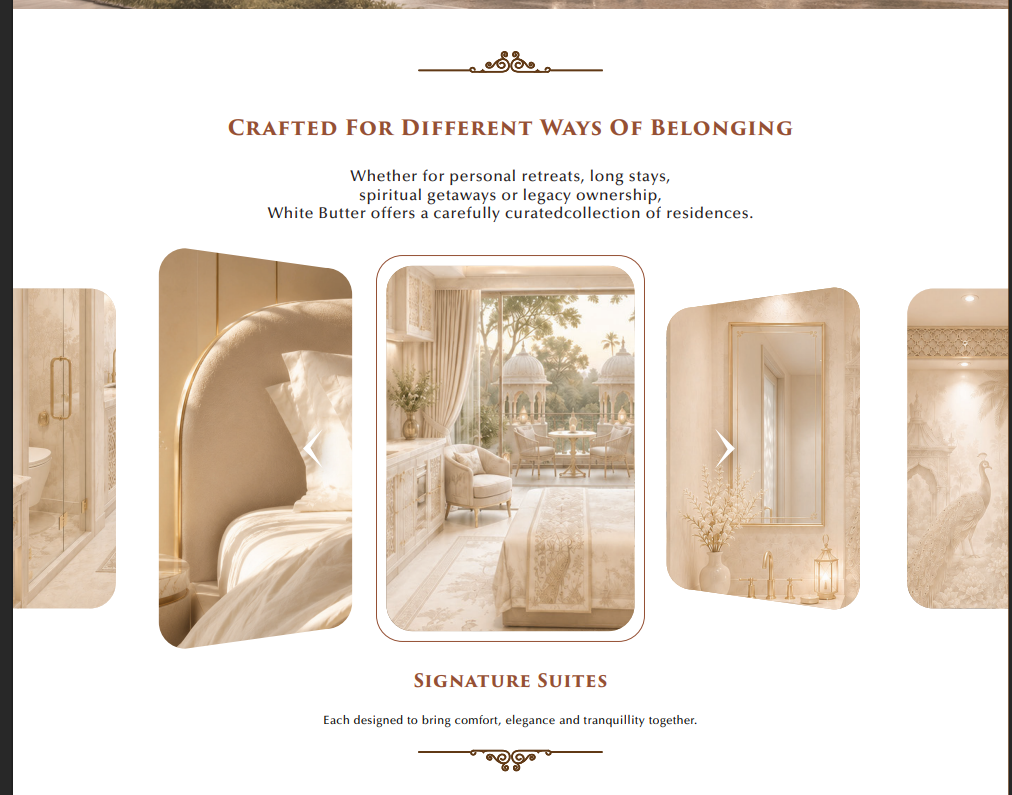 Crafted For Different Ways Of Belonging
Whether for personal retreats, long stays,
spiritual getaways or legacy ownership,
White Butter offers a carefully curatedcollection of residences.
Signature Suites
Each designed to bring comfort, elegance and tranquillity together.